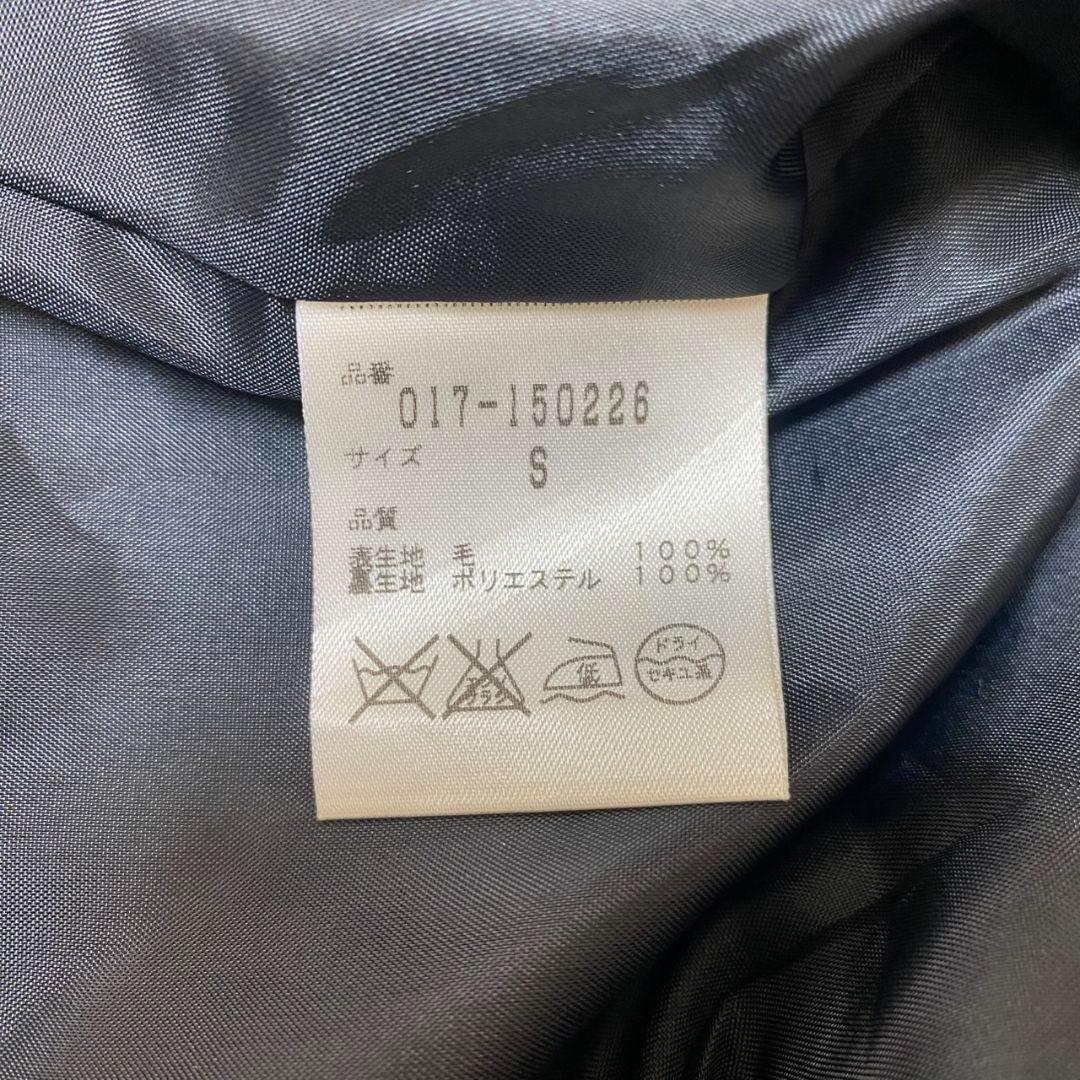 品番
017-150226
サイズ S
品質
表生地 毛 100%
裏生地 ポリエステル 100%
低 ドライ
セキユ系